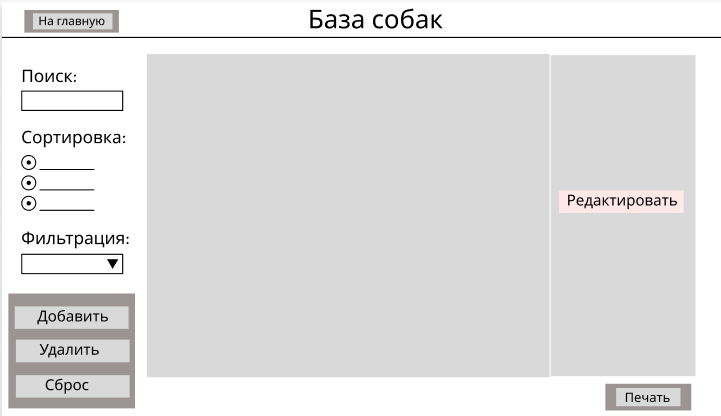 На главную
База собак
Поиск:
Сортировка:
Фильтрация:
Добавить
Удалить
Сброс
Редактировать
Печать